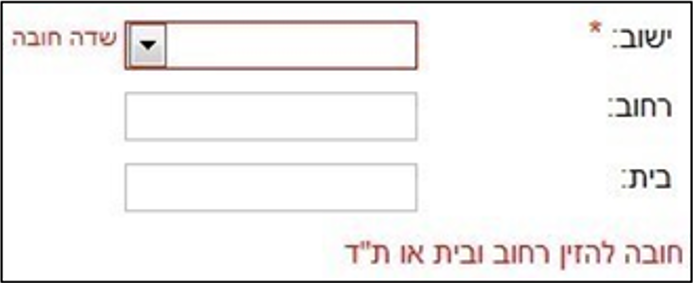 ישוב: * שדה חובה
רחוב:
בית:
חובה להזין רחוב ובית או ת"ד